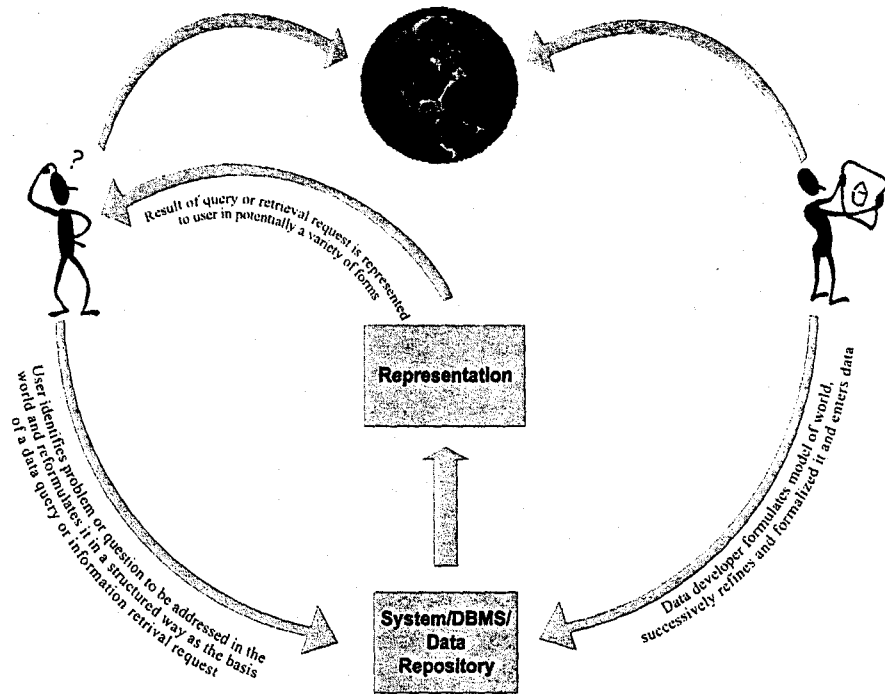 ?
Result of query or retrieval request is represented
to user in potentially a variety of forms
Representation
User identifies problem or question to be addressed in the
world and reformulates it in a structured way as the basis
of a data query or information retrival request
System/DBMS/
Data
Repository
Data developer formulates model of world,
successively refines and formalized it and enters data